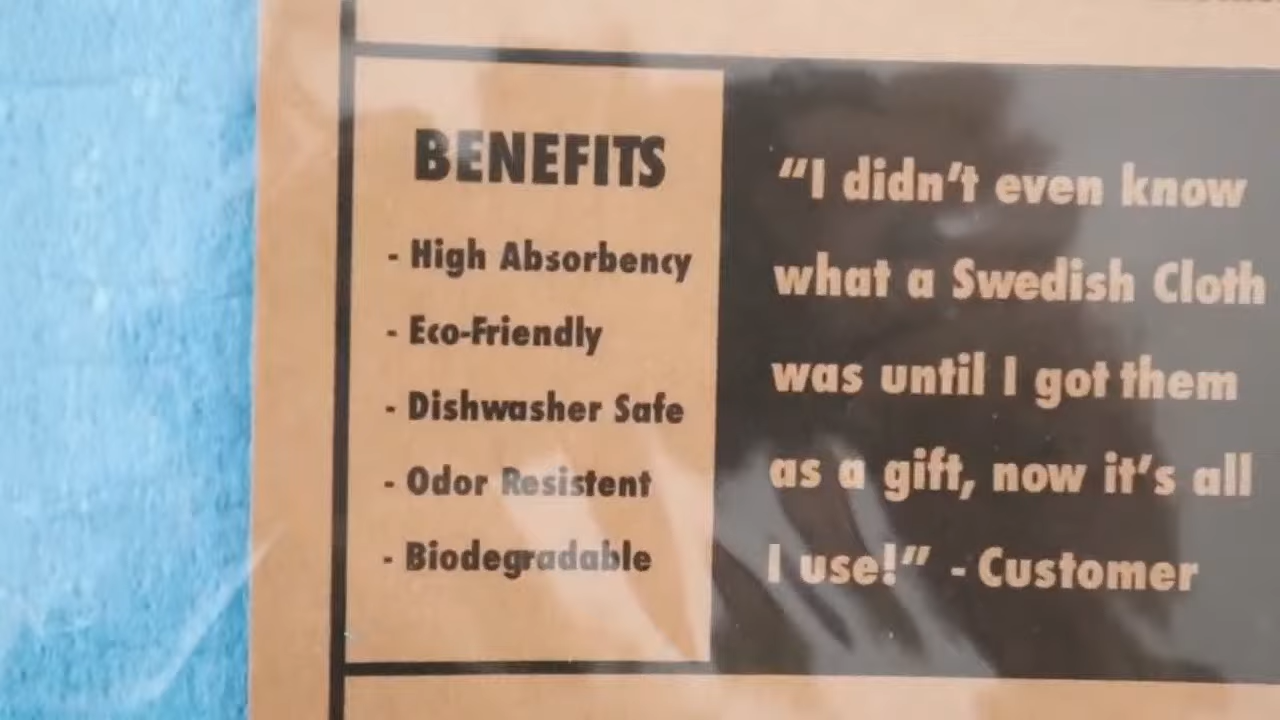 BENEFITS
- High Absorbency
- Eco-Friendly
- Dishwasher Safe
- Odor Resistent
- Biodegradable
“I didn’t even know
what a Swedish Cloth
was until I got them
as a gift, now it’s all
I use!” - Customer